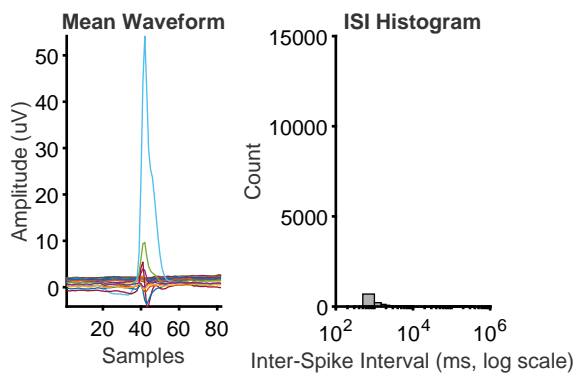 Mean Waveform
50
40
30
20
10
0
20 40 60 80
Samples
Amplitude (uV)
ISI Histogram
15000
10000
5000
0
10^2 10^4 10^6
Inter-Spike Interval (ms, log scale)
Count